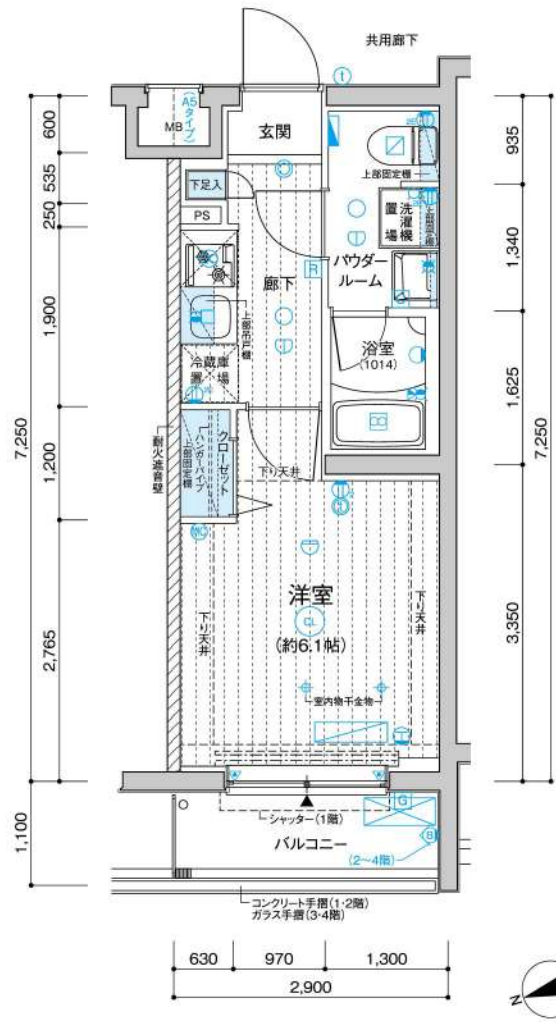 共用廊下
t
MB
(A5タイプ)
玄関
下足入
PS
上部固定棚
洗濯機置場
上部固定棚
パウダールーム
廊下
R
上部吊戸棚
冷蔵庫置場
浴室
(1014)
クローゼット
ハンガーパイプ
上部固定棚
下り天井
耐火遮音壁
洋室
CL
(約6.1帖)
下り天井
下り天井
室内物干金物
シャッター(1階)
G
バルコニー
B
(2～4階)
コンクリート手摺(1・2階)
ガラス手摺(3・4階)
600
535
250
1,900
1,200
2,765
7,250
1,100
935
1,340
1,625
3,350
7,250
630
970
1,300
2,900
N